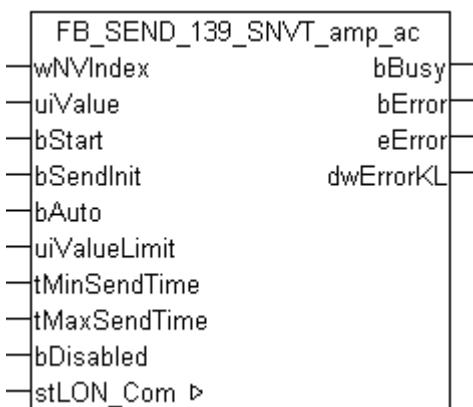 FB_SEND_139_SNVT_amp_ac
wNVIndex bBusy
uiValue bError
bStart eError
bSendInit dwErrorKL
bAuto
uiValueLimit
tMinSendTime
tMaxSendTime
bDisabled
stLON_Com ▷